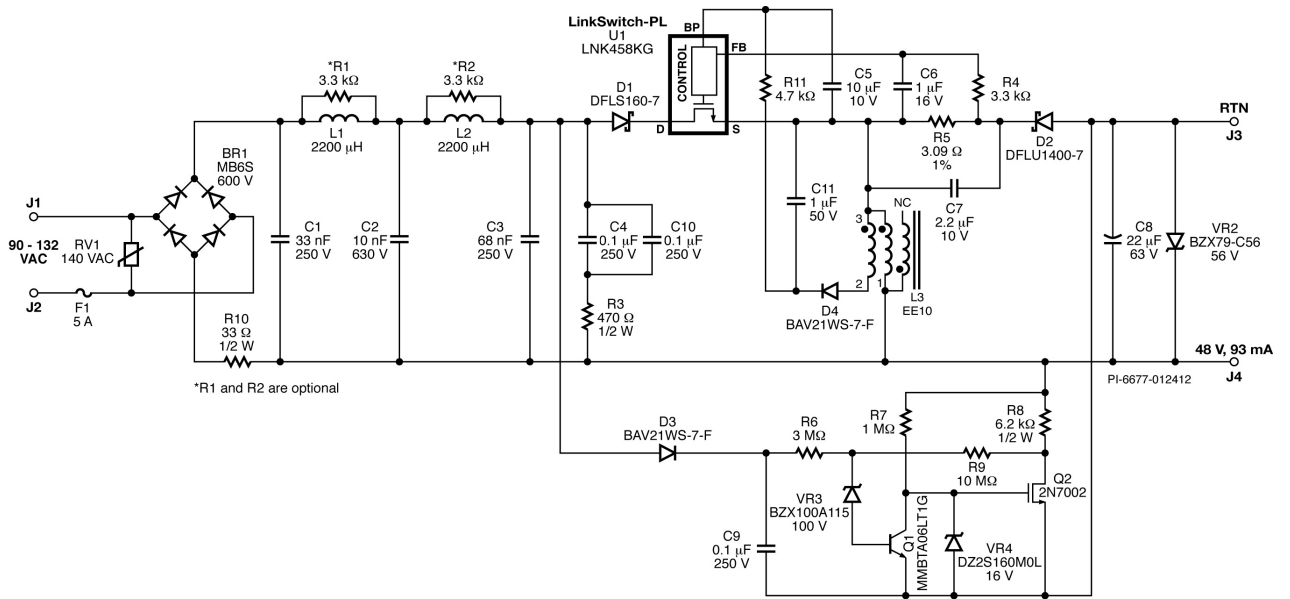 LinkSwitch-PL
U1
LNK458KG
BP
FB
CONTROL
D
S
*R1
3.3 kΩ
L1
2200 µH
*R2
3.3 kΩ
L2
2200 µH
D1
DFLS160-7
R11
4.7 kΩ
C5
10 µF
10 V
C6
1 µF
16 V
R4
3.3 kΩ
R5
3.09 Ω
1%
D2
DFLU1400-7
RTN
J3
BR1
MB6S
600 V
J1
90 - 132
VAC
RV1
140 VAC
J2
F1
5 A
C1
33 nF
250 V
C2
10 nF
630 V
C3
68 nF
250 V
C4
0.1 µF
250 V
C10
0.1 µF
250 V
R3
470 Ω
1/2 W
C11
1 µF
50 V
3
NC
2
1
L3
EE10
C7
2.2 µF
10 V
D4
BAV21WS-7-F
C8
22 µF
63 V
VR2
BZX79-C56
56 V
R10
33 Ω
1/2 W
48 V, 93 mA
J4
*R1 and R2 are optional
PI-6677-012412
D3
BAV21WS-7-F
R6
3 MΩ
R7
1 MΩ
R8
6.2 kΩ
1/2 W
R9
10 MΩ
Q2
2N7002
VR3
BZX100A115
100 V
C9
0.1 µF
250 V
Q1
MMBTA06LT1G
VR4
DZ2S160M0L
16 V